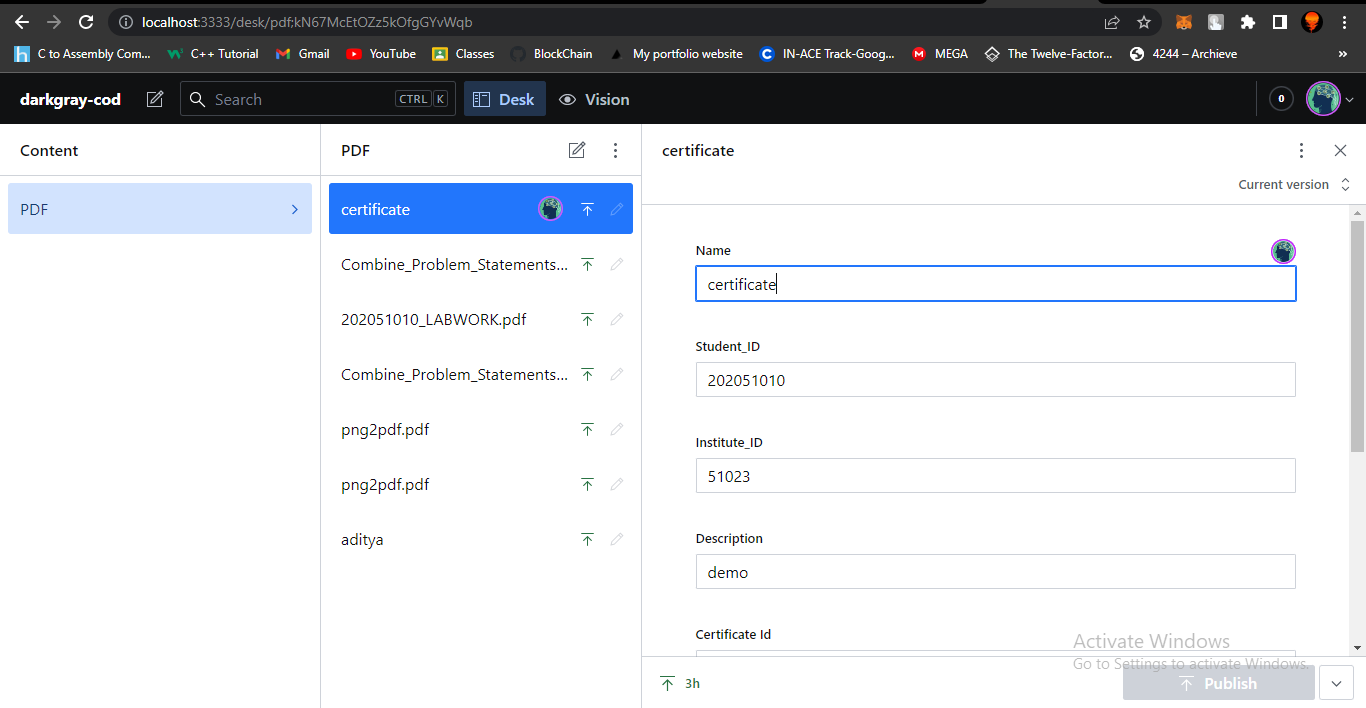 localhost:3333/desk/pdf;kN67McEtOZz5kOfgGYvWqb
C to Assembly Com... C++ Tutorial Gmail YouTube Classes BlockChain My portfolio website IN-ACE Track-Goog... MEGA The Twelve-Factor... 4244 – Archieve »
darkgray-cod Search CTRL K Desk Vision 0
Content
PDF
PDF
certificate
Combine_Problem_Statements...
202051010_LABWORK.pdf
Combine_Problem_Statements...
png2pdf.pdf
png2pdf.pdf
aditya
certificate
Current version
Name
certificate
Student_ID
202051010
Institute_ID
51023
Description
demo
Certificate Id
Activate Windows
Go to Settings to activate Windows.
3h
Publish